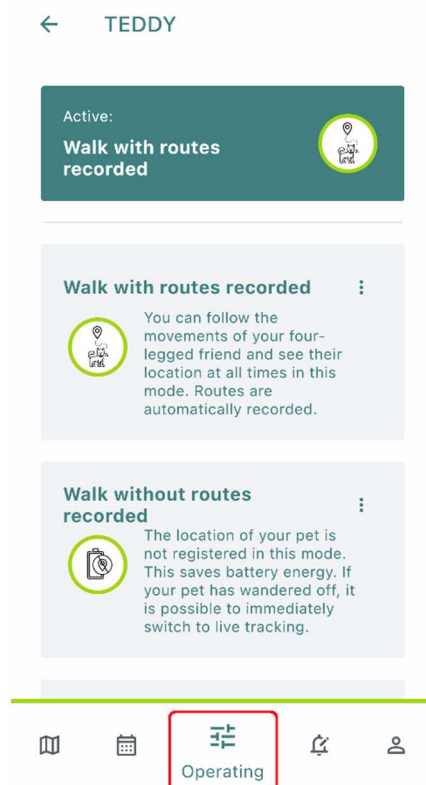 TEDDY
Active:
Walk with routes
recorded
Walk with routes recorded
You can follow the
movements of your four-
legged friend and see their
location at all times in this
mode. Routes are
automatically recorded.
Walk without routes
recorded
The location of your pet is
not registered in this mode.
This saves battery energy. If
your pet has wandered off, it
is possible to immediately
switch to live tracking.
Operating